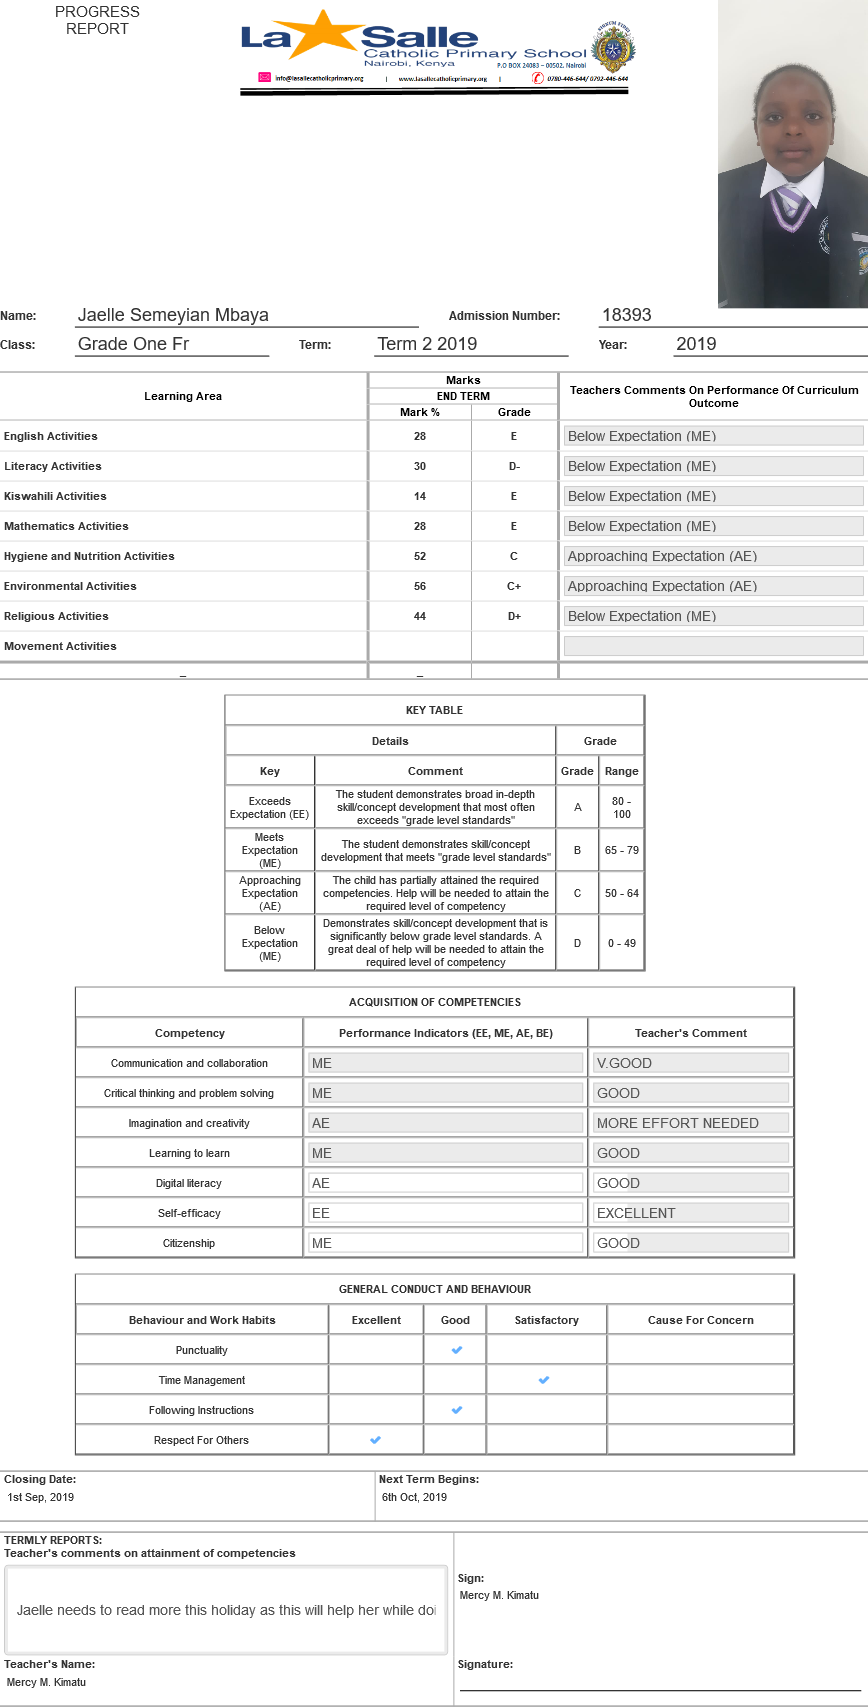 PROGRESS
REPORT
La Salle
Catholic Primary School
Nairobi, Kenya
P.O BOX 24083 – 00502, Nairobi
info@lasallecatholicprimary.org | www.lasallecatholicprimary.org | 0780-446-644/ 0792-446-644
Name: Jaelle Semeyian Mbaya Admission Number: 18393
Class: Grade One Fr Term: Term 2 2019 Year: 2019
Learning Area Marks Teachers Comments On Performance Of Curriculum Outcome
END TERM
Mark % Grade
English Activities 28 E Below Expectation (ME)
Literacy Activities 30 D- Below Expectation (ME)
Kiswahili Activities 14 E Below Expectation (ME)
Mathematics Activities 28 E Below Expectation (ME)
Hygiene and Nutrition Activities 52 C Approaching Expectation (AE)
Environmental Activities 56 C+ Approaching Expectation (AE)
Religious Activities 44 D+ Below Expectation (ME)
Movement Activities
– –
KEY TABLE
Details Grade
Key Comment Grade Range
Exceeds Expectation (EE) The student demonstrates broad in-depth skill/concept development that most often exceeds "grade level standards" A 80 - 100
Meets Expectation (ME) The student demonstrates skill/concept development that meets "grade level standards" B 65 - 79
Approaching Expectation (AE) The child has partially attained the required competencies. Help will be needed to attain the required level of competency C 50 - 64
Below Expectation (ME) Demonstrates skill/concept development that is significantly below grade level standards. A great deal of help will be needed to attain the required level of competency D 0 - 49
ACQUISITION OF COMPETENCIES
Competency Performance Indicators (EE, ME, AE, BE) Teacher's Comment
Communication and collaboration ME V.GOOD
Critical thinking and problem solving ME GOOD
Imagination and creativity AE MORE EFFORT NEEDED
Learning to learn ME GOOD
Digital literacy AE GOOD
Self-efficacy EE EXCELLENT
Citizenship ME GOOD
GENERAL CONDUCT AND BEHAVIOUR
Behaviour and Work Habits Excellent Good Satisfactory Cause For Concern
Punctuality
Time Management
Following Instructions
Respect For Others
Closing Date: Next Term Begins:
1st Sep, 2019 6th Oct, 2019
TERMLY REPORTS:
Teacher's comments on attainment of competencies
Sign:
Mercy M. Kimatu
Jaelle needs to read more this holiday as this will help her while doi
Teacher's Name: Signature:
Mercy M. Kimatu